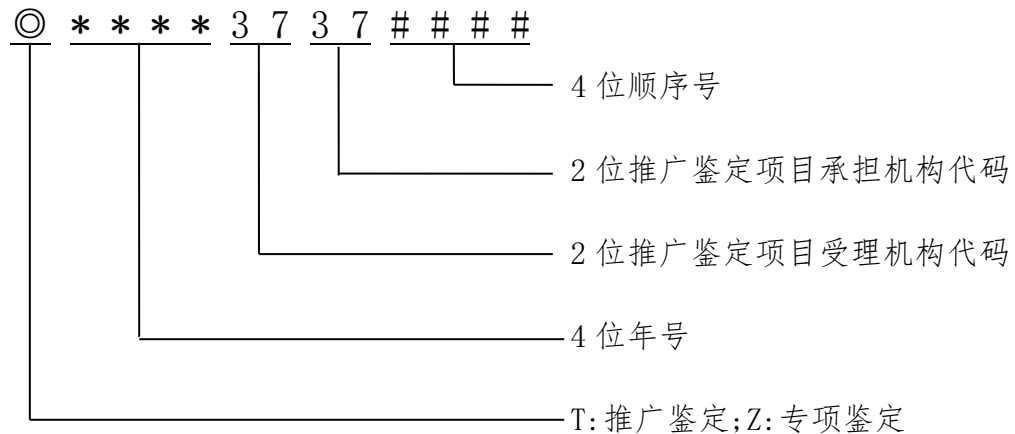 ◎ * * * * 3 7 3 7 # # # #
4位顺序号
2位推广鉴定项目承担机构代码
2位推广鉴定项目受理机构代码
4位年号
T:推广鉴定;Z:专项鉴定